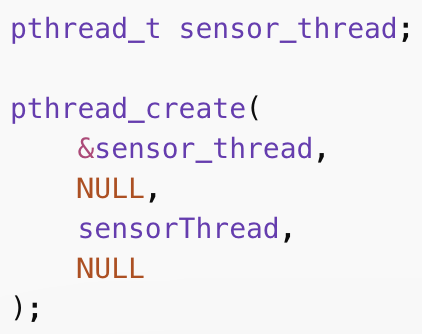 pthread_t sensor_thread;

pthread_create(
    &sensor_thread,
    NULL,
    sensorThread,
    NULL
);